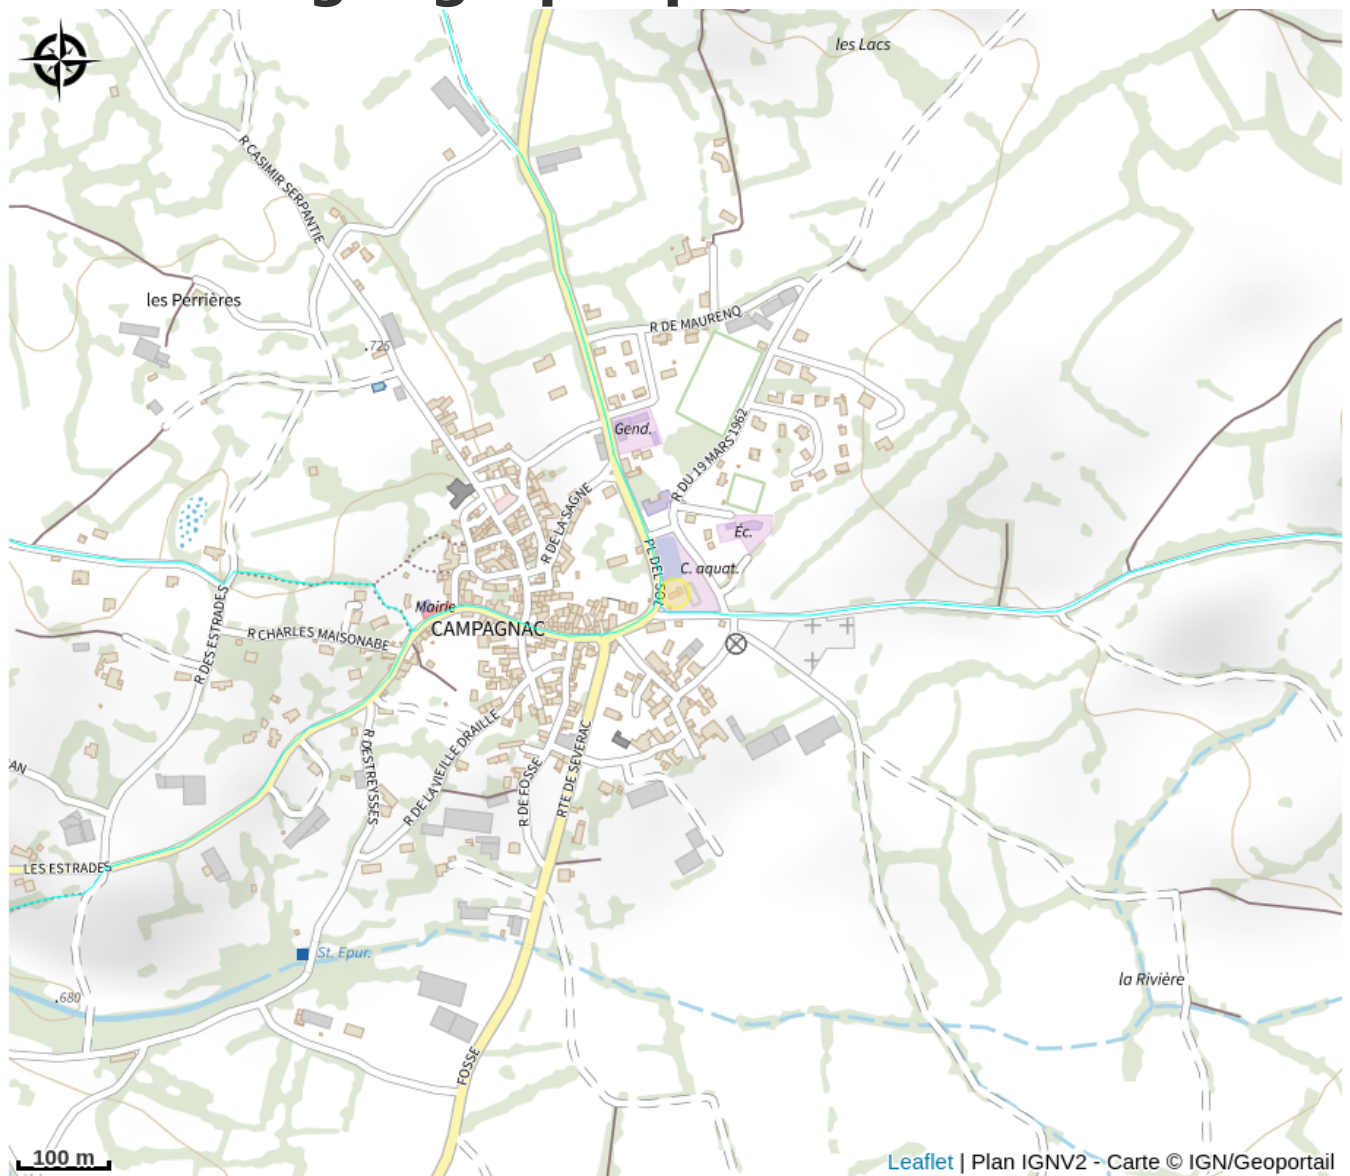 les Lacs
R CASIMIR SERPANTIE
les Perrières
R DE MAURENQ
.725
Gend.
R DU 19 MARS 1962
R DE LA SAGNE
Éc.
PL DEL SOL
C. aquat.
Mairie
CAMPAGNAC
R CHARLES MAISONABE
R DES ESTRADES
R DESTREYSSES
R DE LA VIEILLE DRAILLE
R DE FOSSE
RTE DE SEVERAC
AN
LES ESTRADES
St. Epur.
.680
la Rivière
FOSSE
100 m
Leaflet | Plan IGNV2 - Carte © IGN/Geoportail